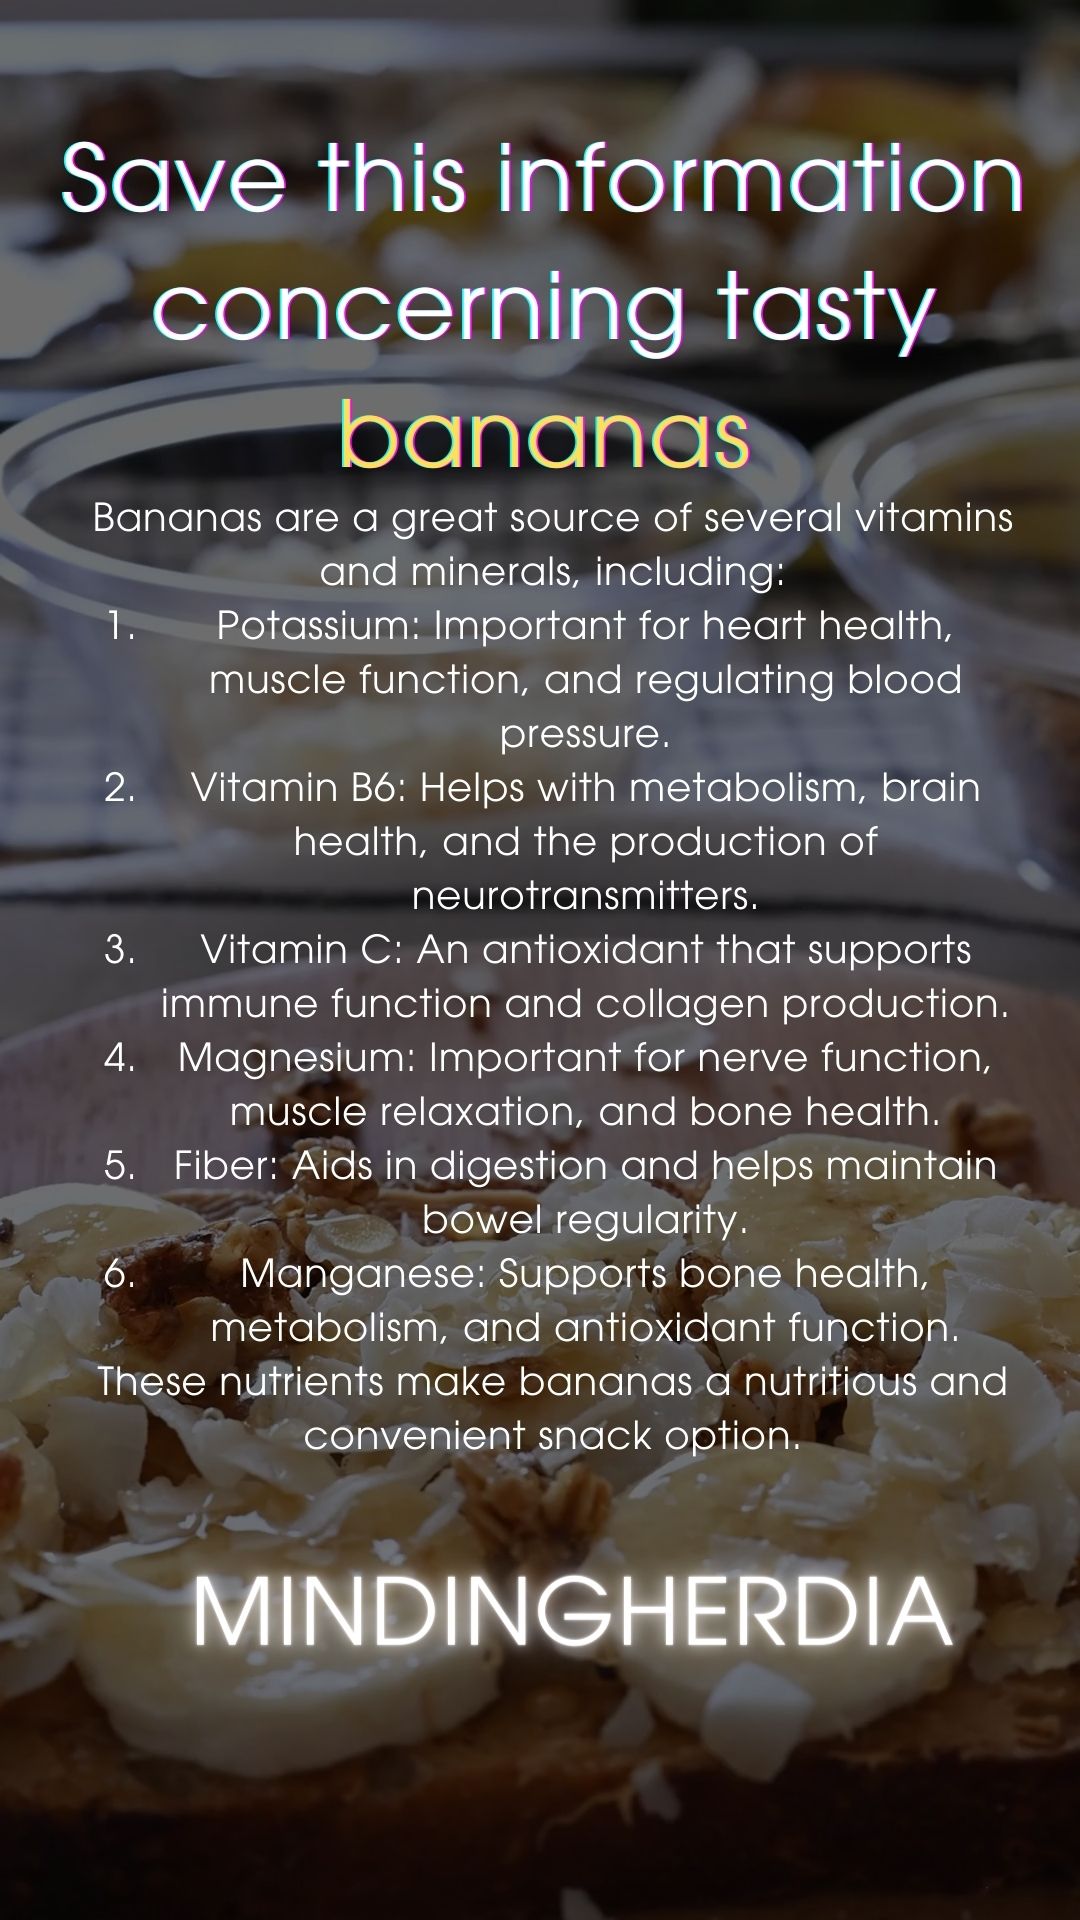 Save this information
concerning tasty
bananas
Bananas are a great source of several vitamins
and minerals, including:
1. Potassium: Important for heart health,
muscle function, and regulating blood
pressure.
2. Vitamin B6: Helps with metabolism, brain
health, and the production of
neurotransmitters.
3. Vitamin C: An antioxidant that supports
immune function and collagen production.
4. Magnesium: Important for nerve function,
muscle relaxation, and bone health.
5. Fiber: Aids in digestion and helps maintain
bowel regularity.
6. Manganese: Supports bone health,
metabolism, and antioxidant function.
These nutrients make bananas a nutritious and
convenient snack option.
MINDINGHERDIA